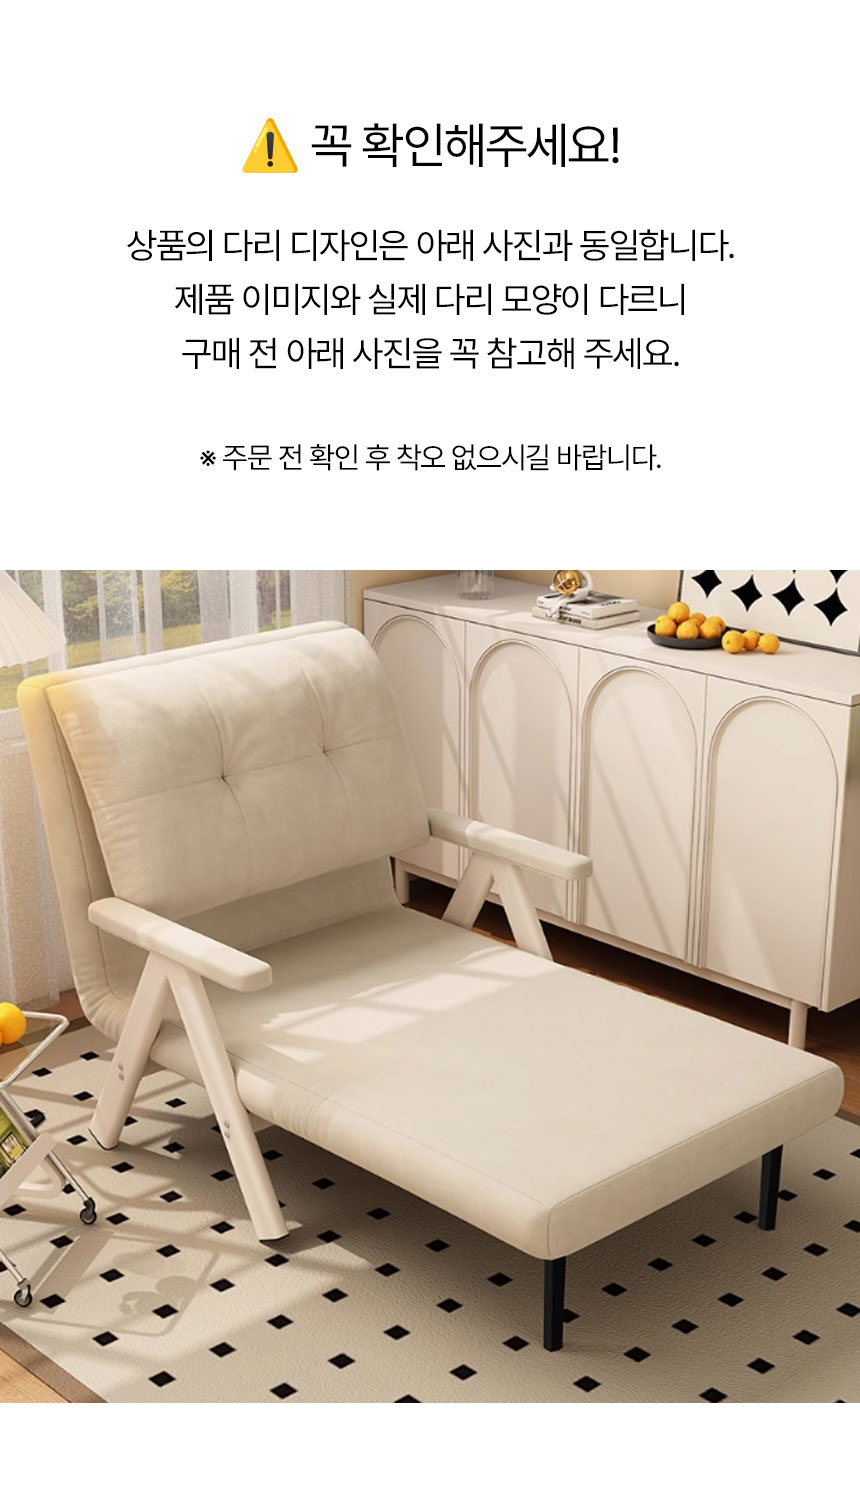 ⚠️ 꼭 확인해주세요!
상품의 다리 디자인은 아래 사진과 동일합니다.
제품 이미지와 실제 다리 모양이 다르니
구매 전 아래 사진을 꼭 참고해 주세요.
※ 주문 전 확인 후 착오 없으시길 바랍니다.